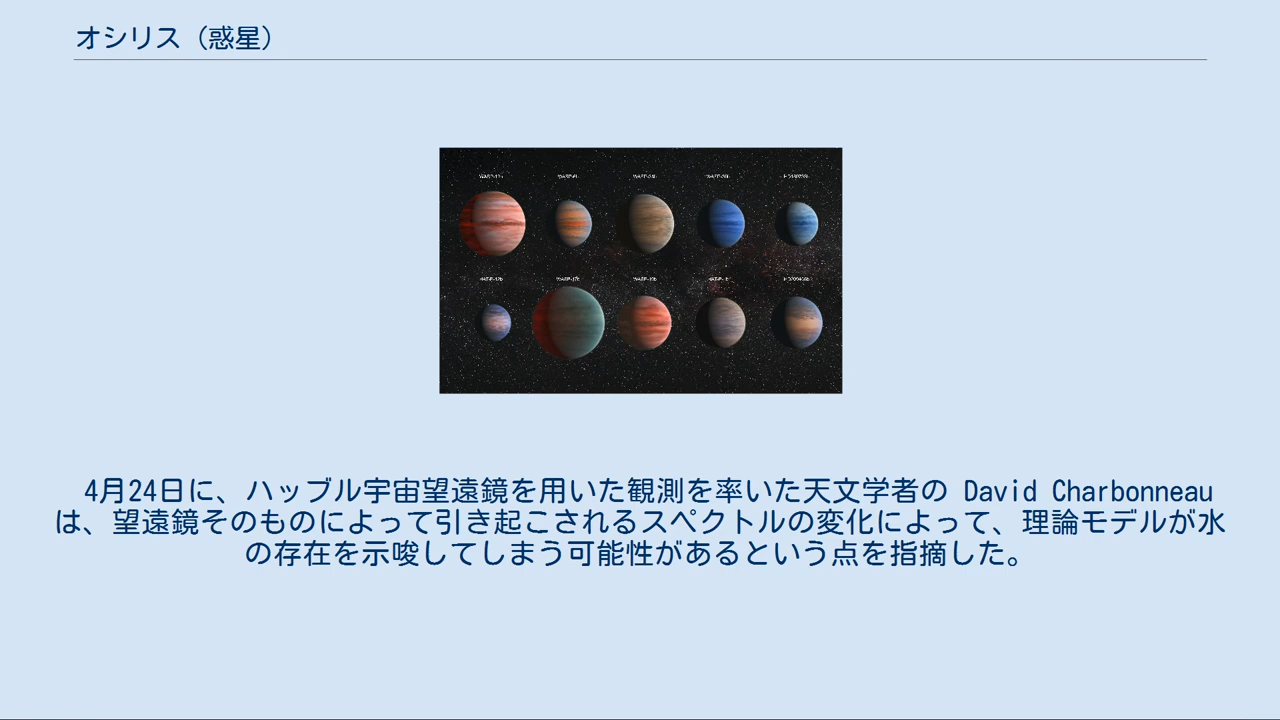 オシリス（惑星）
4月24日に、ハッブル宇宙望遠鏡を用いた観測を率いた天文学者の David Charbonneau
は、望遠鏡そのものによって引き起こされるスペクトルの変化によって、理論モデルが水
の存在を示唆してしまう可能性があるという点を指摘した。